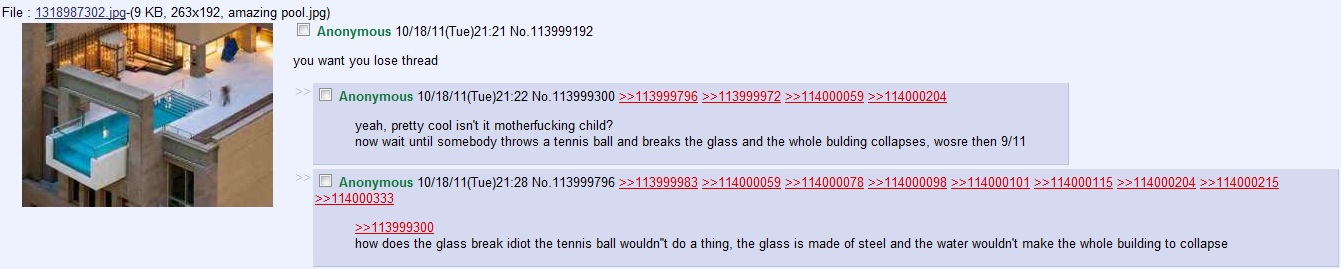 File : 1318987302.jpg-(9 KB, 263x192, amazing pool.jpg)
Anonymous 10/18/11(Tue)21:21 No.113999192
you want you lose thread
>> Anonymous 10/18/11(Tue)21:22 No.113999300 >>113999796 >>113999972 >>114000059 >>114000204
yeah, pretty cool isn't it motherfucking child?
now wait until somebody throws a tennis ball and breaks the glass and the whole bulding collapses, wosre then 9/11
>> Anonymous 10/18/11(Tue)21:28 No.113999796 >>113999983 >>114000059 >>114000078 >>114000098 >>114000101 >>114000115 >>114000204 >>114000215
>>114000333
>>113999300
how does the glass break idiot the tennis ball wouldn"t do a thing, the glass is made of steel and the water wouldn't make the whole building to collapse